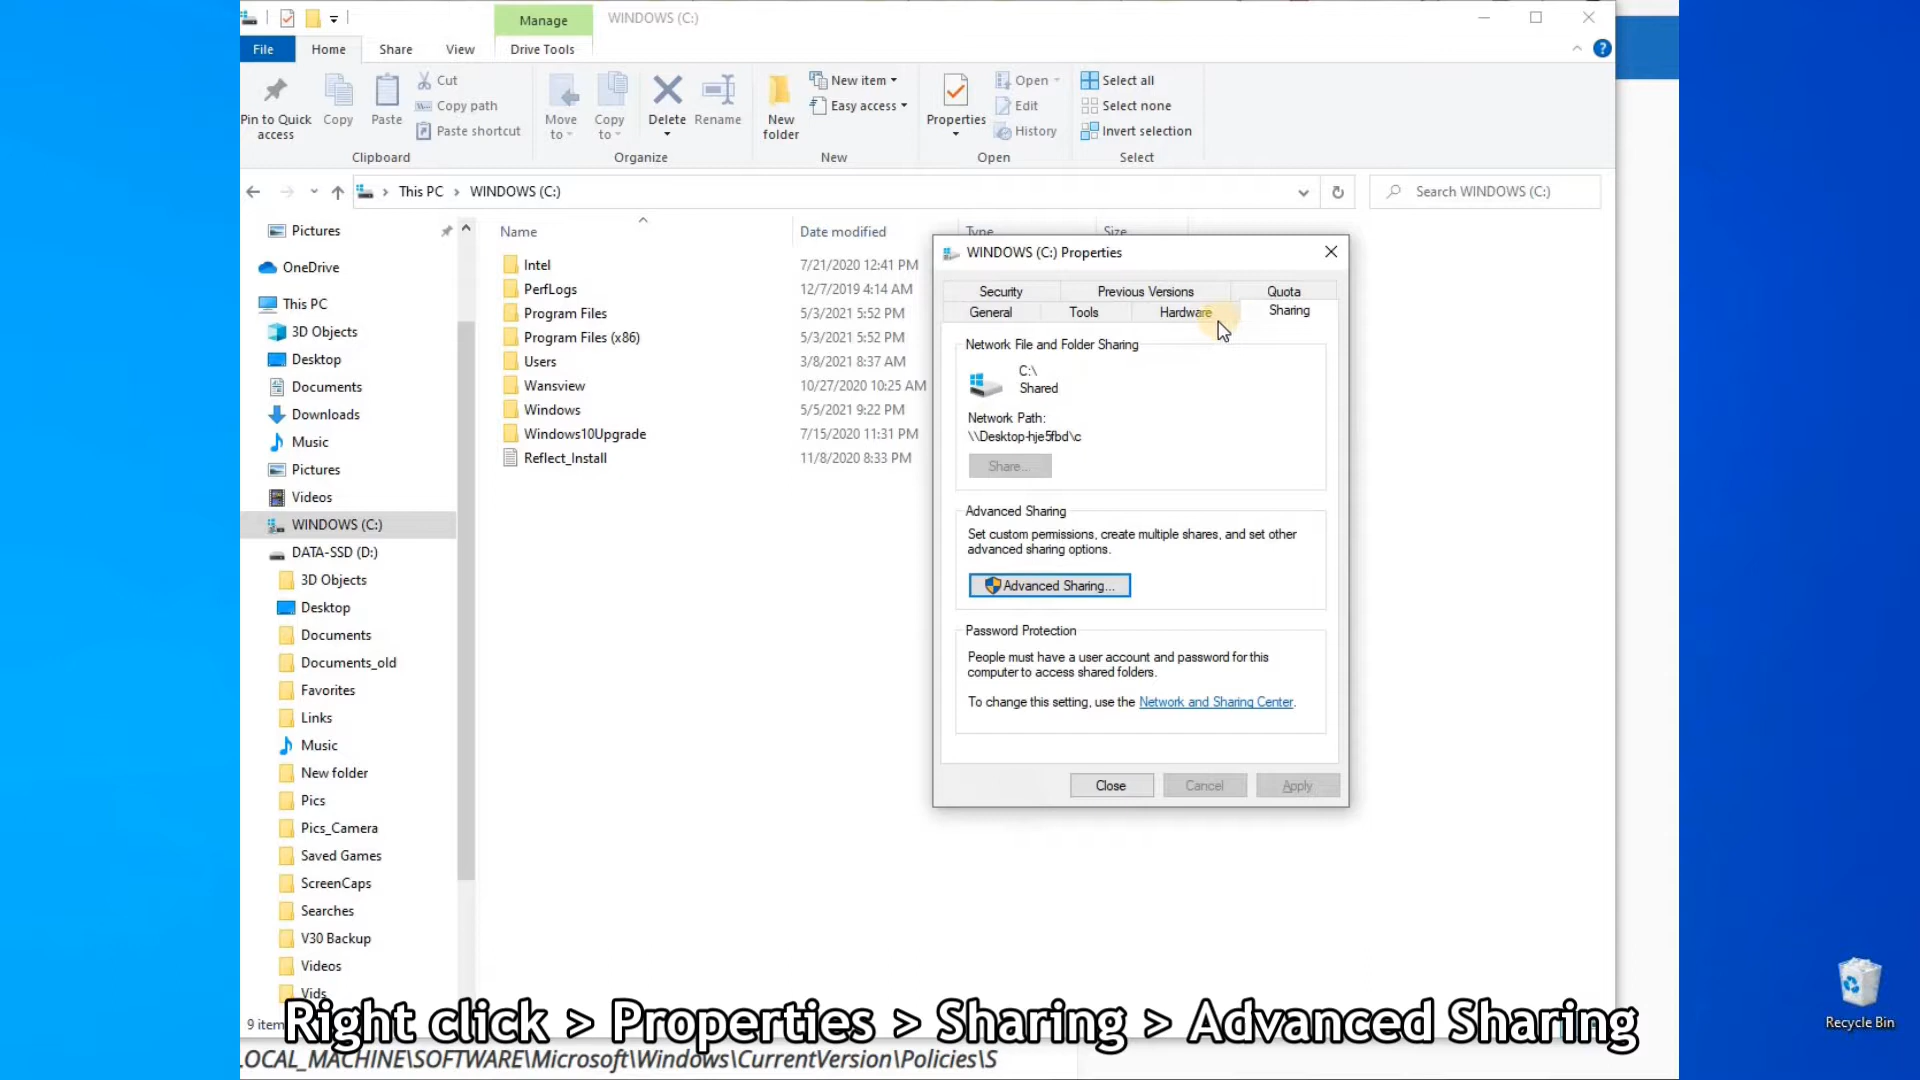 Manage
WINDOWS (C:)
File
Home
Share
View
Drive Tools
?
Pin to Quick access
Copy
Paste
Cut
Copy path
Paste shortcut
Clipboard
Move to
Copy to
Delete
Rename
Organize
New folder
New item
Easy access
New
Properties
Open
Edit
History
Open
Select all
Select none
Invert selection
Select
This PC > WINDOWS (C:)
Search WINDOWS (C:)
Pictures
OneDrive
This PC
3D Objects
Desktop
Documents
Downloads
Music
Pictures
Videos
WINDOWS (C:)
DATA-SSD (D:)
3D Objects
Desktop
Documents
Documents_old
Favorites
Links
Music
New folder
Pics
Pics_Camera
Saved Games
ScreenCaps
Searches
V30 Backup
Videos
Vids
Name
Date modified
Type
Size
Intel 7/21/2020 12:41 PM
PerfLogs 12/7/2019 4:14 AM
Program Files 5/3/2021 5:52 PM
Program Files (x86) 5/3/2021 5:52 PM
Users 3/8/2021 8:37 AM
Wansview 10/27/2020 10:25 AM
Windows 5/5/2021 9:22 PM
Windows10Upgrade 7/15/2020 11:31 PM
Reflect_Install 11/8/2020 8:33 PM
WINDOWS (C:) Properties
Security
Previous Versions
Quota
General
Tools
Hardware
Sharing
Network File and Folder Sharing
C:\
Shared
Network Path:
\\Desktop-hje5fbd\c
Share...
Advanced Sharing
Set custom permissions, create multiple shares, and set other
advanced sharing options.
Advanced Sharing...
Password Protection
People must have a user account and password for this
computer to access shared folders.
To change this setting, use the Network and Sharing Center.
Close
Cancel
Apply
Recycle Bin
9 item
Right click > Properties > Sharing > Advanced Sharing
OCAL_MACHINE\SOFTWARE\Microsoft\Windows\CurrentVersion\Policies\S